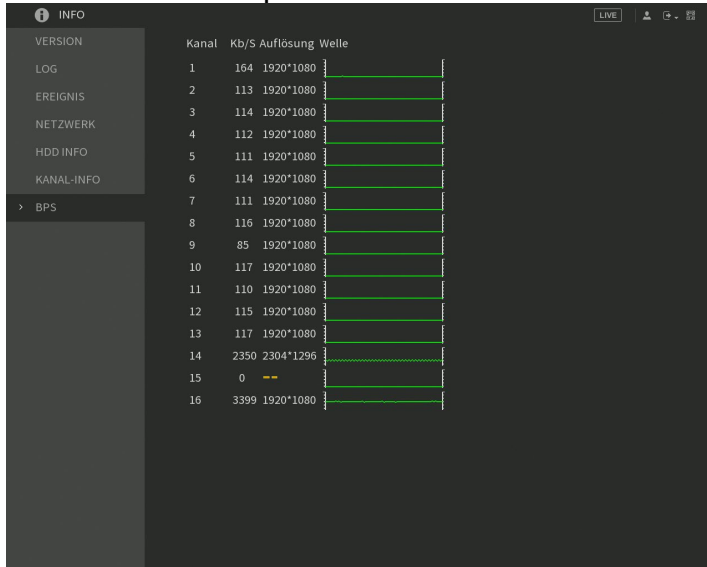 INFO
LIVE
VERSION
LOG
EREIGNIS
NETZWERK
HDD INFO
KANAL-INFO
> BPS
Kanal Kb/S Auflösung Welle
1 164 1920*1080
2 113 1920*1080
3 114 1920*1080
4 112 1920*1080
5 111 1920*1080
6 114 1920*1080
7 111 1920*1080
8 116 1920*1080
9 85 1920*1080
10 117 1920*1080
11 110 1920*1080
12 115 1920*1080
13 117 1920*1080
14 2350 2304*1296
15 0 --
16 3399 1920*1080